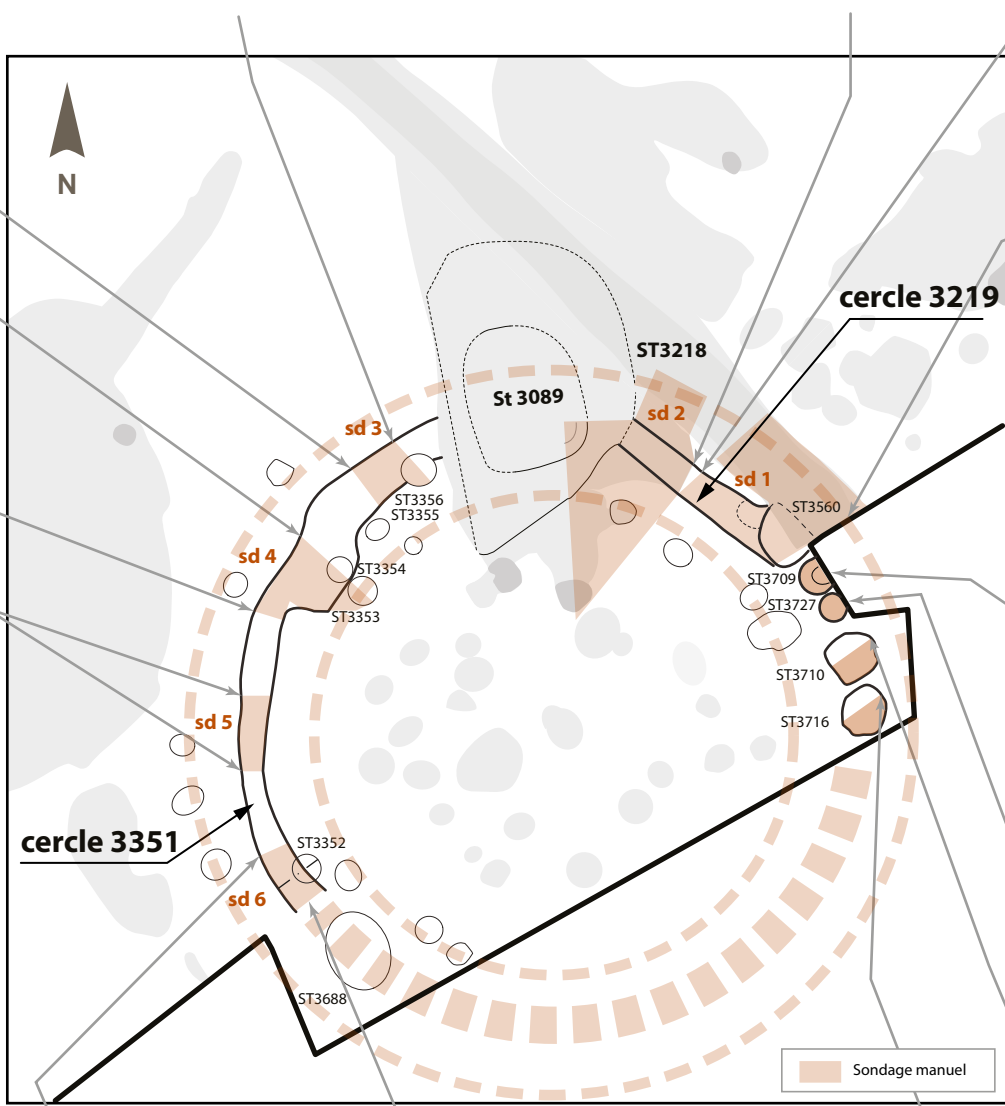 N
cercle 3219
ST3218
St 3089
sd 2
sd 3
sd 1
ST3356
ST3355
ST3560
sd 4
ST3354
ST3353
ST3709
ST3727
ST3710
sd 5
ST3716
cercle 3351
ST3352
sd 6
ST3688
Sondage manuel